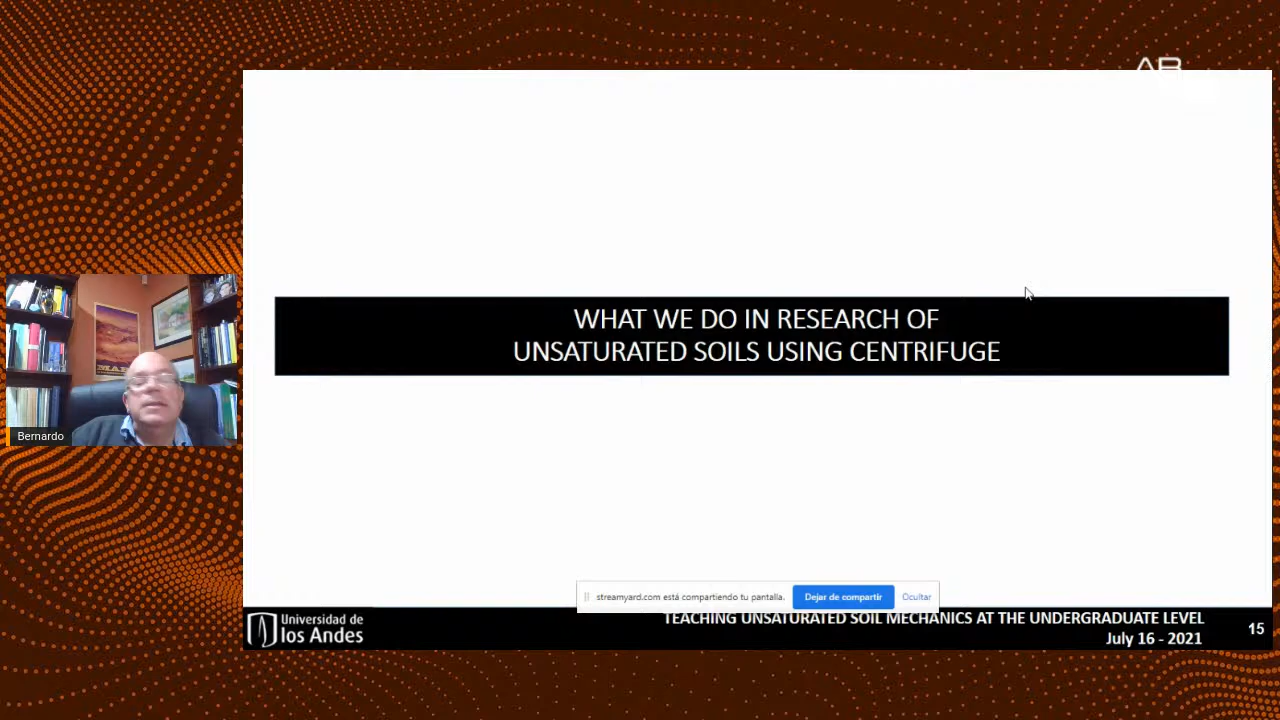 WHAT WE DO IN RESEARCH OF
UNSATURATED SOILS USING CENTRIFUGE
Bernardo
streamyard.com está compartiendo tu pantalla.
Dejar de compartir
Ocultar
Universidad de
los Andes
TEACHING UNSATURATED SOIL MECHANICS AT THE UNDERGRADUATE LEVEL
July 16 - 2021
15